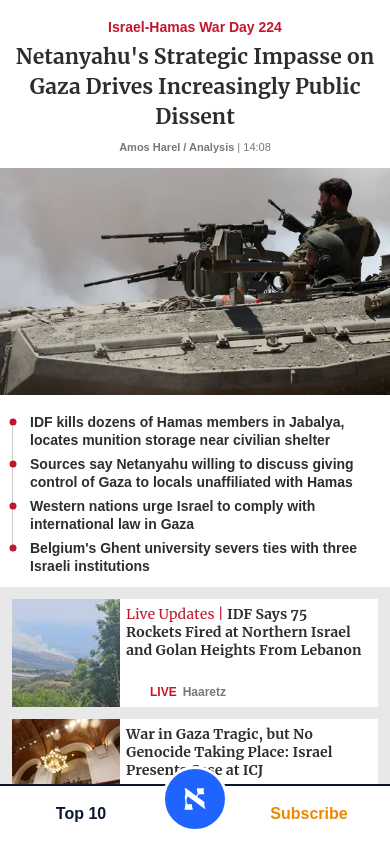 Israel-Hamas War Day 224
Netanyahu's Strategic Impasse on
Gaza Drives Increasingly Public
Dissent
Amos Harel / Analysis | 14:08
IDF kills dozens of Hamas members in Jabalya,
locates munition storage near civilian shelter
Sources say Netanyahu willing to discuss giving
control of Gaza to locals unaffiliated with Hamas
Western nations urge Israel to comply with
international law in Gaza
Belgium's Ghent university severs ties with three
Israeli institutions
Live Updates | IDF Says 75
Rockets Fired at Northern Israel
and Golan Heights From Lebanon
LIVE Haaretz
War in Gaza Tragic, but No
Genocide Taking Place: Israel
Presents Case at ICJ
Top 10
Subscribe